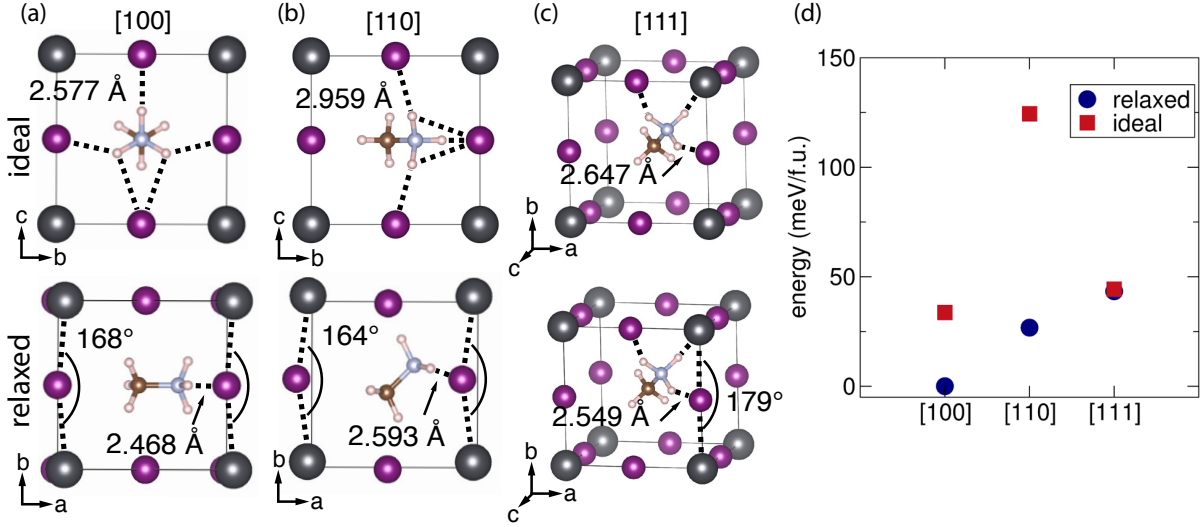 (a)
[100]
(b)
[110]
(c)
[111]
(d)
ideal
2.577 Å
c
b
2.959 Å
c
b
2.647 Å
b
a
c
relaxed
168°
2.468 Å
b
a
164°
2.593 Å
b
a
2.549 Å
179°
b
a
c
energy (meV/f.u.)
150
100
50
0
relaxed
ideal
[100]
[110]
[111]